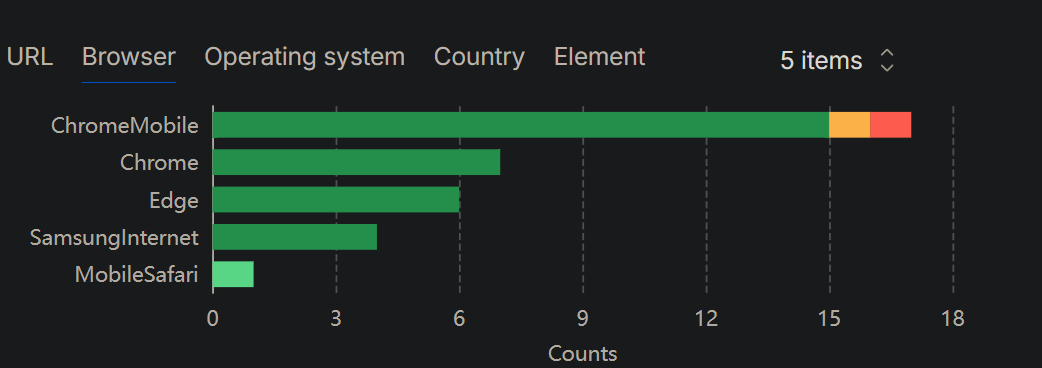 URL Browser Operating system Country Element 5 items
ChromeMobile
Chrome
Edge
SamsungInternet
MobileSafari
0 3 6 9 12 15 18
Counts